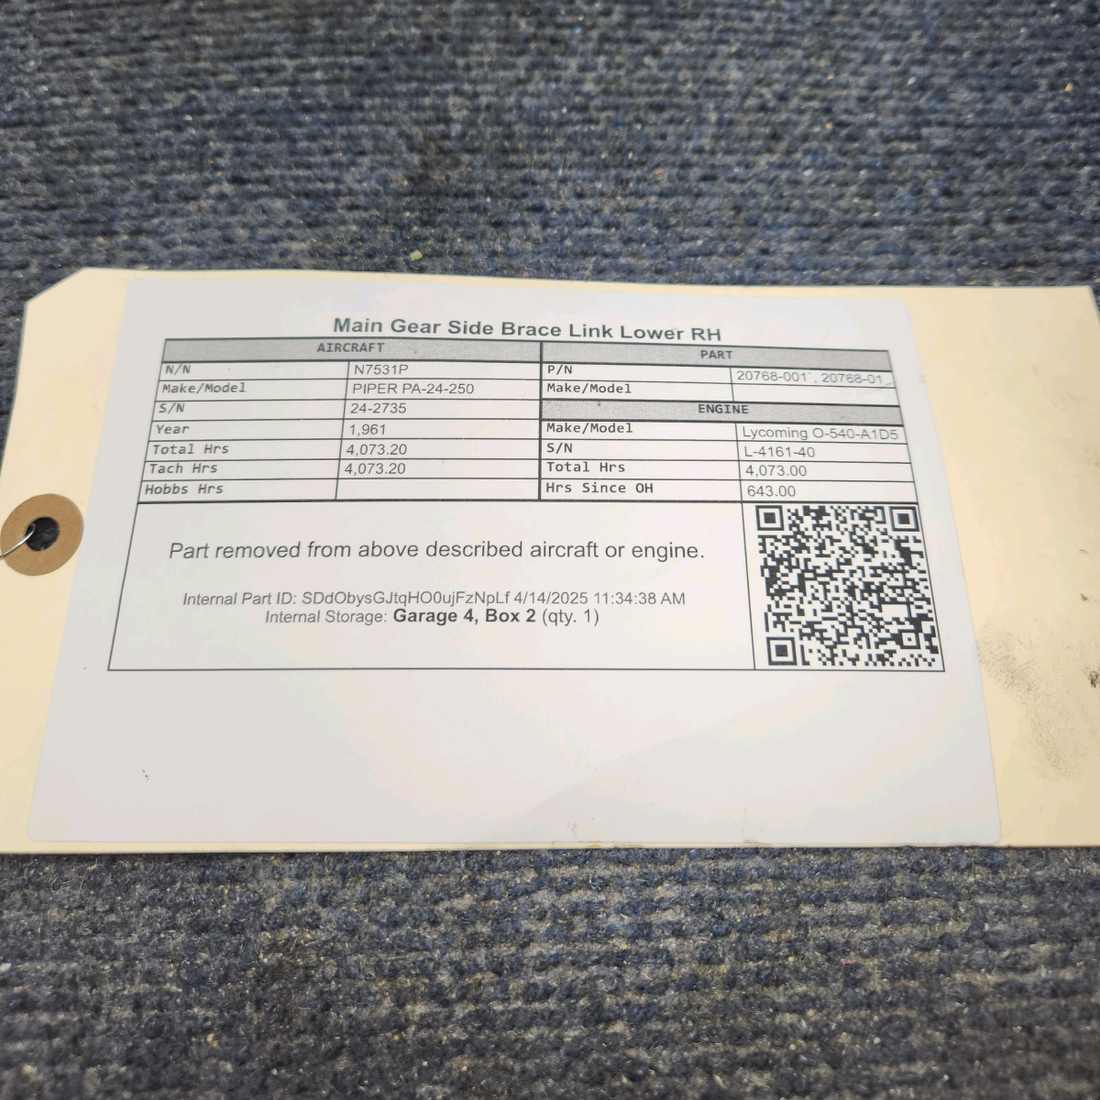 Main Gear Side Brace Link Lower RH
AIRCRAFT
N/N N7531P
Make/Model PIPER PA-24-250
S/N 24-2735
Year 1,961
Total Hrs 4,073.20
Tach Hrs 4,073.20
Hobbs Hrs
PART
P/N 20768-001 , 20768-01
Make/Model
ENGINE
Make/Model Lycoming O-540-A1D5
S/N L-4161-40
Total Hrs 4,073.00
Hrs Since OH 643.00
Part removed from above described aircraft or engine.
Internal Part ID: SDdObysGJtqHO0ujFzNpLf 4/14/2025 11:34:38 AM
Internal Storage: Garage 4, Box 2 (qty. 1)